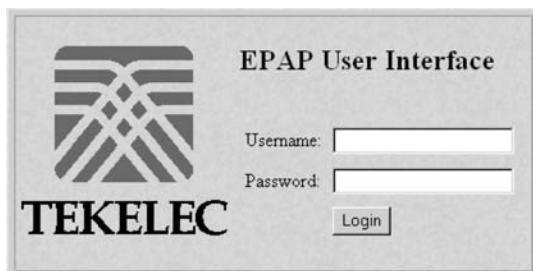 EPAP User Interface
Username:
Password:
Login
TEKELEC